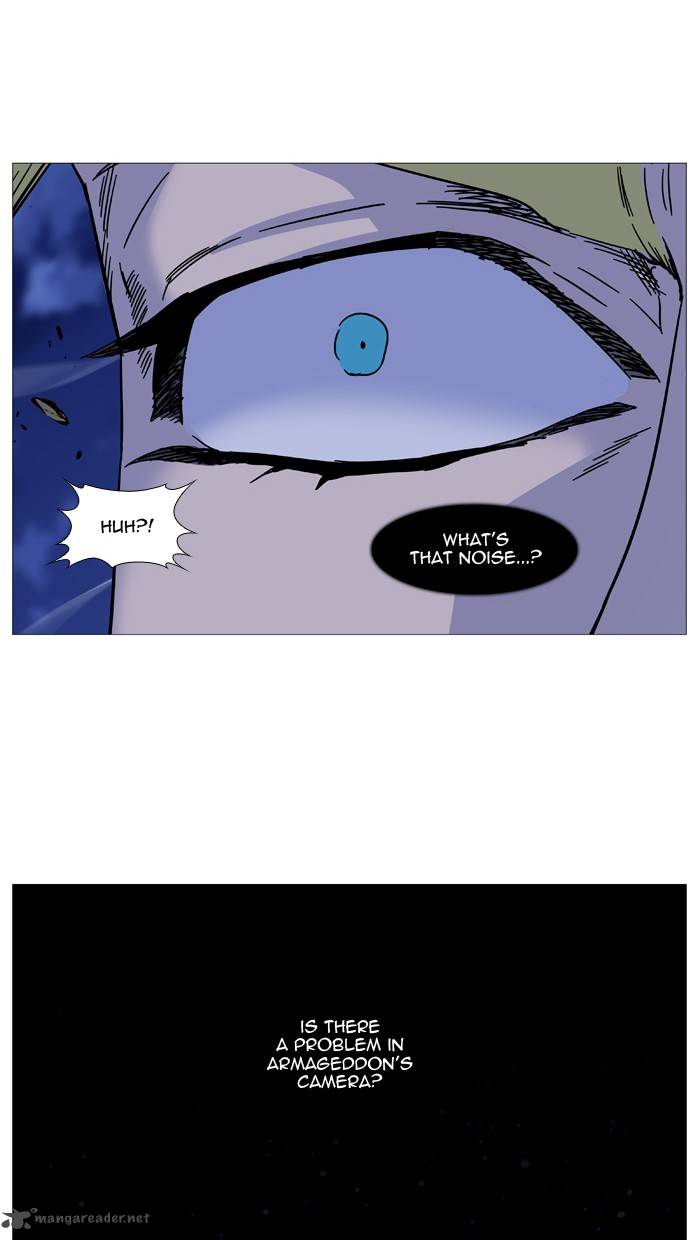 HUH?!
WHAT'S
THAT NOISE...?
IS THERE
A PROBLEM IN
ARMAGEDDON'S
CAMERA?
mangareader.net